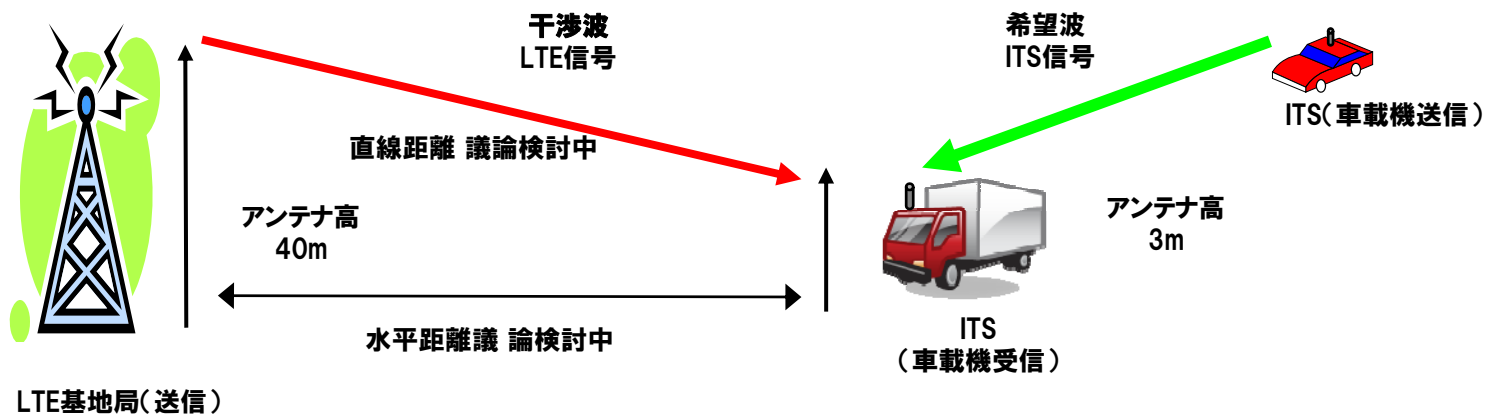 干渉波
LTE信号
希望波
ITS信号
ITS(車載機送信)
直線距離 議論検討中
アンテナ高
40m
アンテナ高
3m
水平距離議 論検討中
ITS
(車載機受信)
LTE基地局(送信)